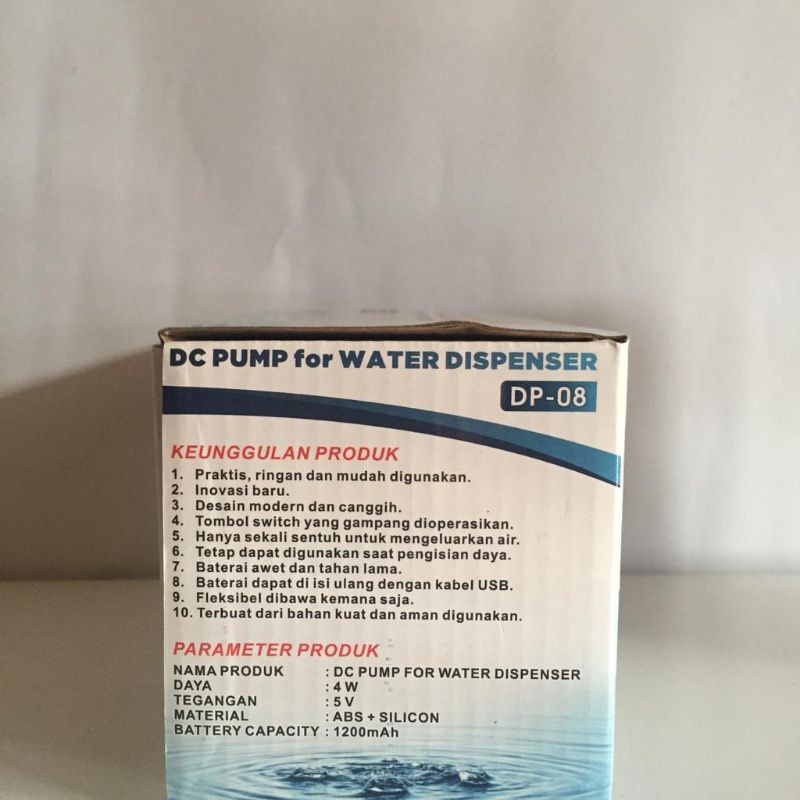 DC PUMP for WATER DISPENSER
DP-08
KEUNGGULAN PRODUK
1. Praktis, ringan dan mudah digunakan.
2. Inovasi baru.
3. Desain modern dan canggih.
4. Tombol switch yang gampang dioperasikan.
5. Hanya sekali sentuh untuk mengeluarkan air.
6. Tetap dapat digunakan saat pengisian daya.
7. Baterai awet dan tahan lama.
8. Baterai dapat di isi ulang dengan kabel USB.
9. Fleksibel dibawa kemana saja.
10. Terbuat dari bahan kuat dan aman digunakan.
PARAMETER PRODUK
NAMA PRODUK : DC PUMP FOR WATER DISPENSER
DAYA : 4 W
TEGANGAN : 5 V
MATERIAL : ABS + SILICON
BATTERY CAPACITY : 1200mAh